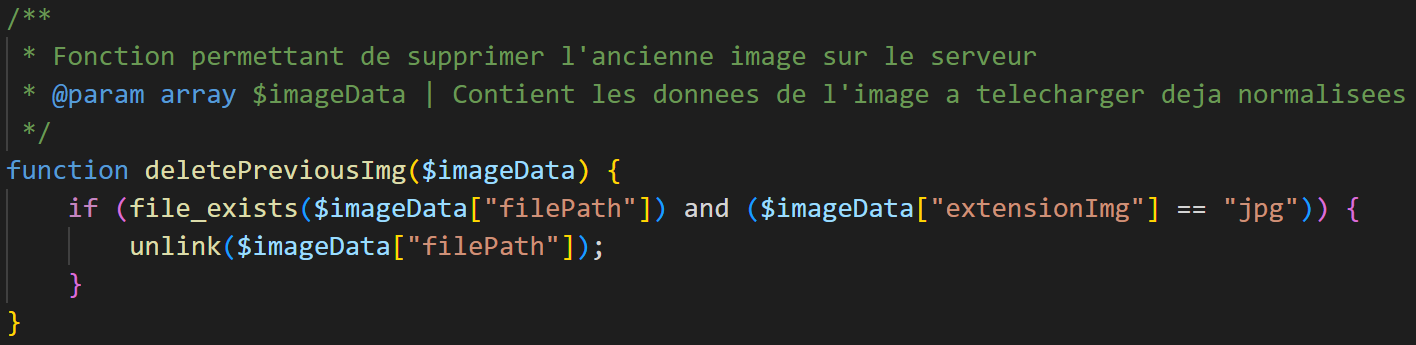 /**
 * Fonction permettant de supprimer l'ancienne image sur le serveur
 * @param array $imageData | Contient les donnees de l'image a telecharger deja normalisees
 */
function deletePreviousImg($imageData) {
    if (file_exists($imageData["filePath"]) and ($imageData["extensionImg"] == "jpg")) {
        unlink($imageData["filePath"]);
    }
}